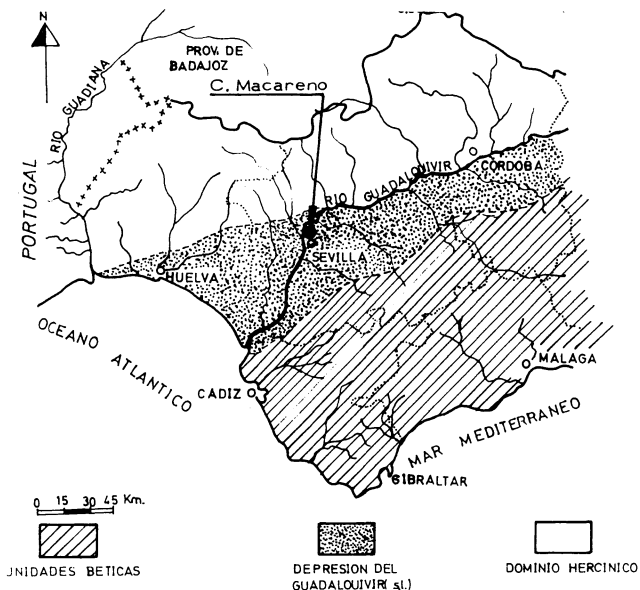 N
PROV. DE
BADAJOZ
C. Macareno
RIO GUADIANA
PORTUGAL
RIO GUADALQUIVIR
CORDOBA
SEVILLA
HUELVA
OCEANO ATLANTICO
CADIZ
MALAGA
MAR MEDITERRANEO
GIBRALTAR
0 15 30 45 Km.
UNIDADES BETICAS
DEPRESION DEL
GUADALQUIVIR( s.l.)
DOMINIO HERCINICO